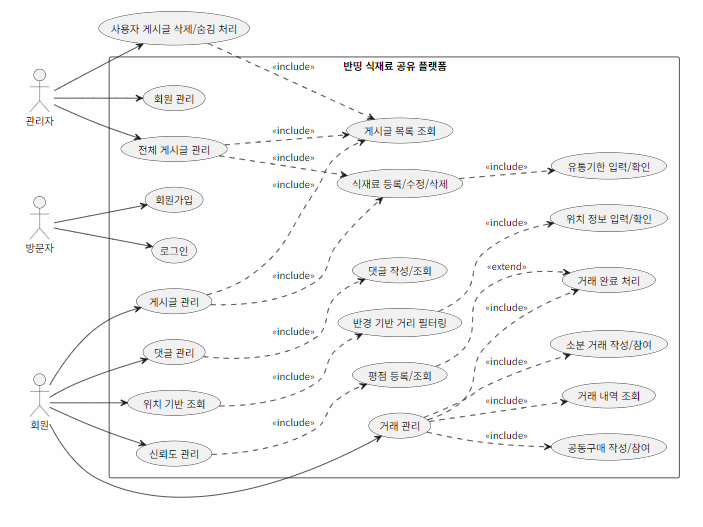 사용자 게시글 삭제/숨김 처리
«include»
반띵 식재료 공유 플랫폼
관리자
회원 관리
게시글 목록 조회
«include»
전체 게시글 관리
«include»
유통기한 입력/확인
«include»
식재료 등록/수정/삭제
«include»
방문자
회원가입
위치 정보 입력/확인
«include»
로그인
댓글 작성/조회
«extend»
거래 완료 처리
«include»
게시글 관리
«include»
반경 기반 거리 필터링
«include»
소분 거래 작성/참여
댓글 관리
«include»
평점 등록/조회
«include»
회원
위치 기반 조회
거래 내역 조회
«include»
«include»
거래 관리
«include»
신뢰도 관리
공동구매 작성/참여